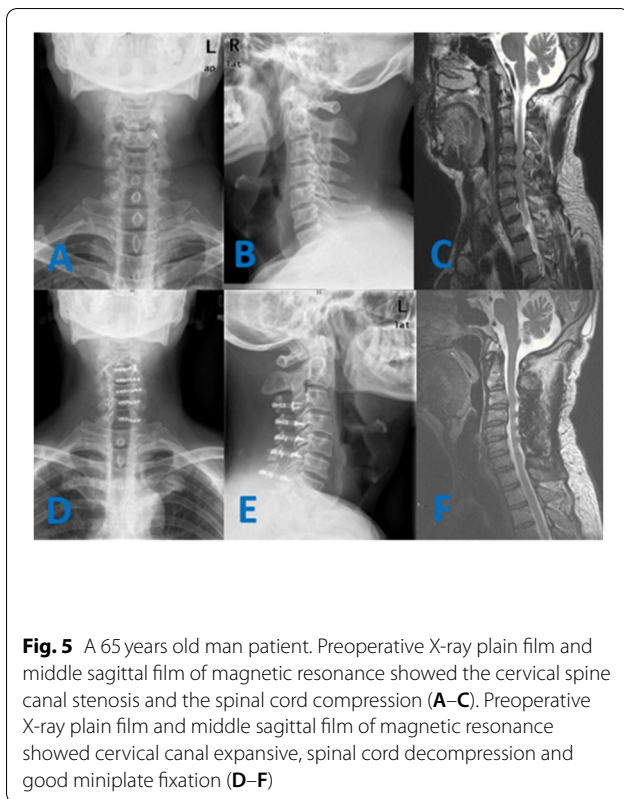 L
ap
R
lat
A
B
C
L
lat
D
E
F
Fig. 5 A 65 years old man patient. Preoperative X-ray plain film and
middle sagittal film of magnetic resonance showed the cervical spine
canal stenosis and the spinal cord compression (A–C). Preoperative
X-ray plain film and middle sagittal film of magnetic resonance
showed cervical canal expansive, spinal cord decompression and
good miniplate fixation (D–F)